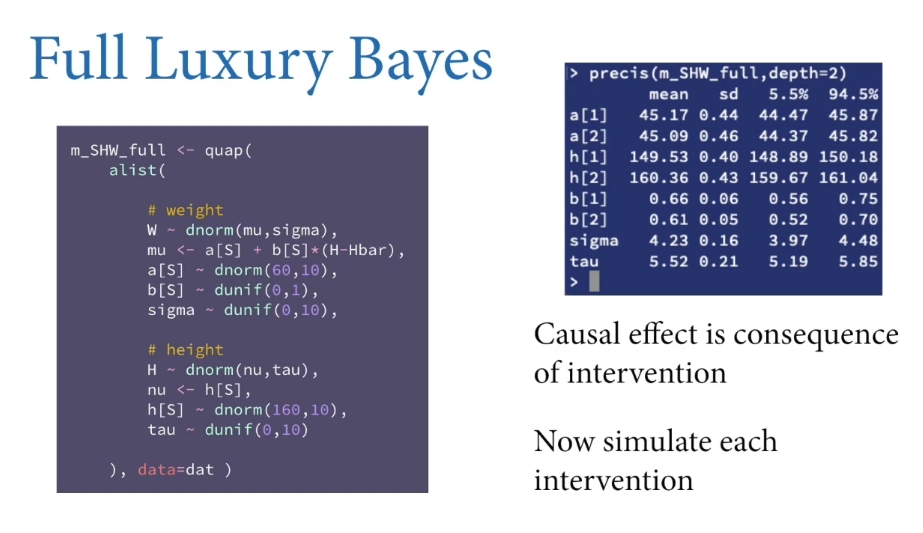 Full Luxury Bayes
m_SHW_full <- quap(
    alist(

        # weight
        W ~ dnorm(mu,sigma),
        mu <- a[S] + b[S]*(H-Hbar),
        a[S] ~ dnorm(60,10),
        b[S] ~ dunif(0,1),
        sigma ~ dunif(0,10),

        # height
        H ~ dnorm(nu,tau),
        nu <- h[S],
        h[S] ~ dnorm(160,10),
        tau ~ dunif(0,10)

    ), data=dat )
> precis(m_SHW_full,depth=2)
        mean   sd   5.5%  94.5%
a[1]   45.17 0.44  44.47  45.87
a[2]   45.09 0.46  44.37  45.82
h[1]  149.53 0.40 148.89 150.18
h[2]  160.36 0.43 159.67 161.04
b[1]    0.66 0.06   0.56   0.75
b[2]    0.61 0.05   0.52   0.70
sigma   4.23 0.16   3.97   4.48
tau     5.52 0.21   5.19   5.85
>
Causal effect is consequence
of intervention
Now simulate each
intervention